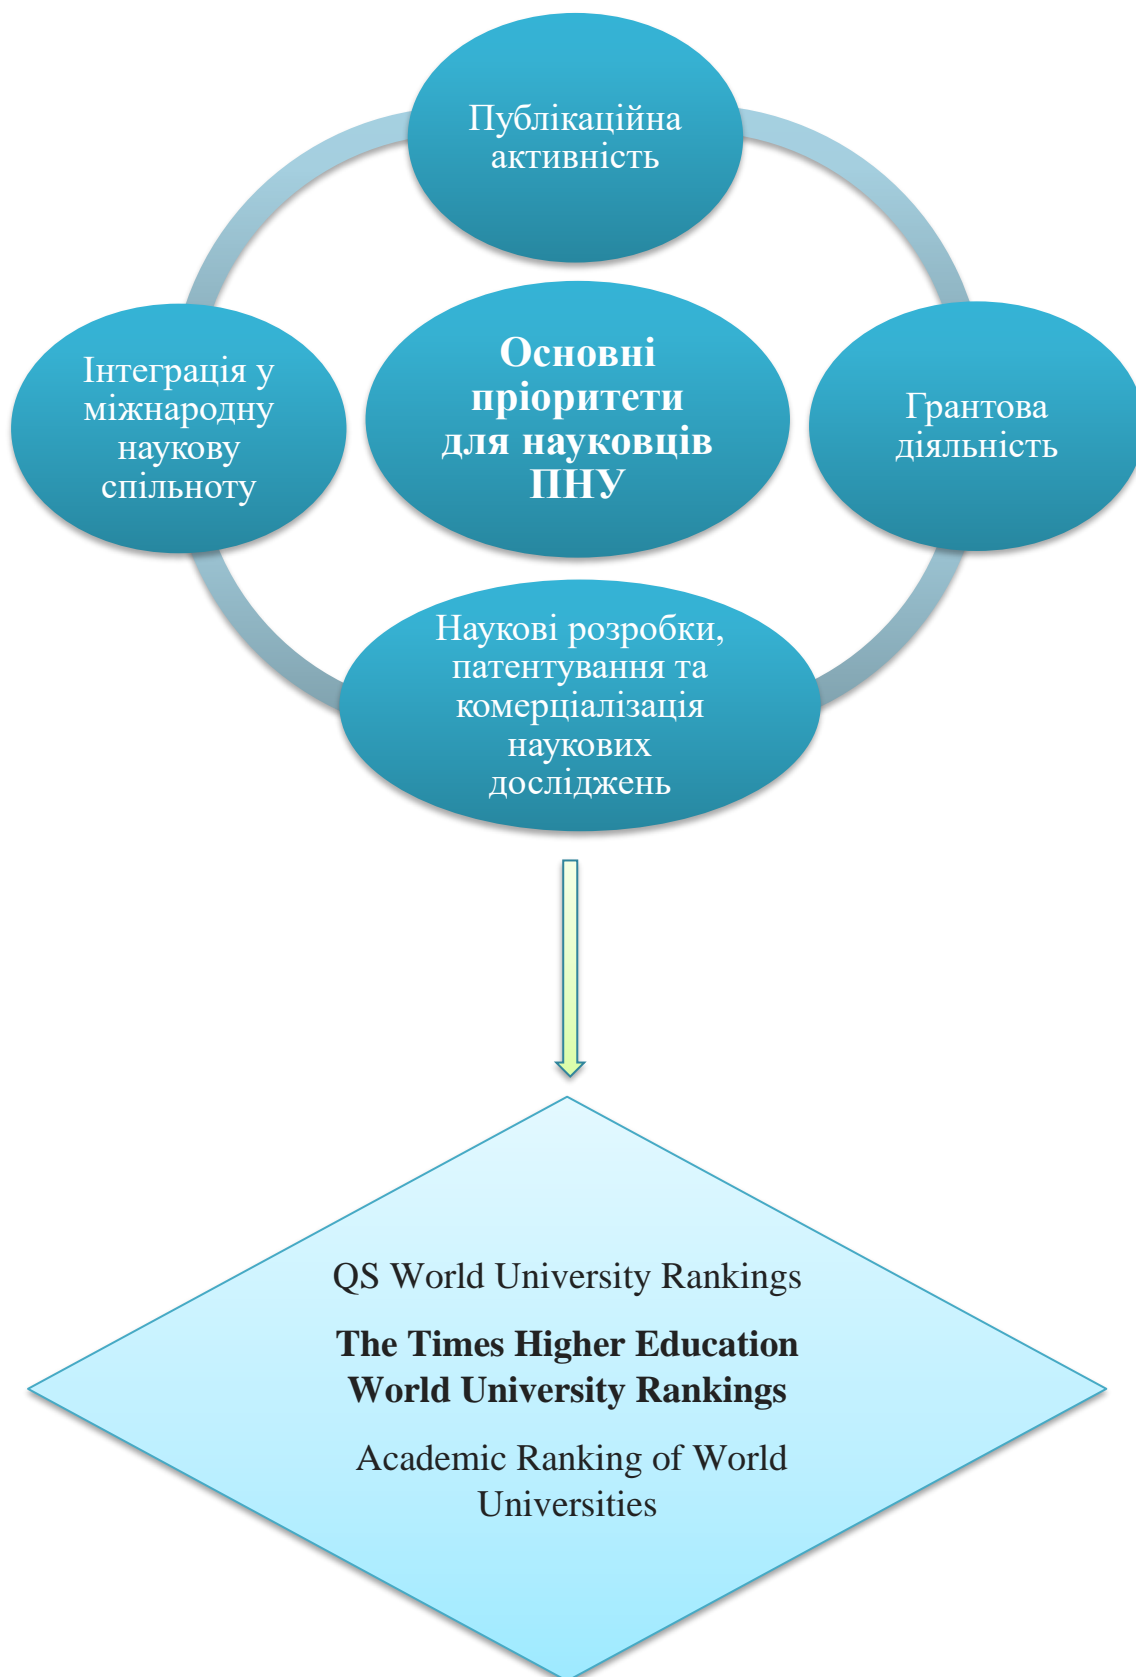 Публікаційна
активність
Інтеграція у
міжнародну
наукову
спільноту
Основні
пріоритети
для науковців
ПНУ
Грантова
діяльність
Наукові розробки,
патентування та
комерціалізація
наукових
досліджень
QS World University Rankings
The Times Higher Education
World University Rankings
Academic Ranking of World
Universities